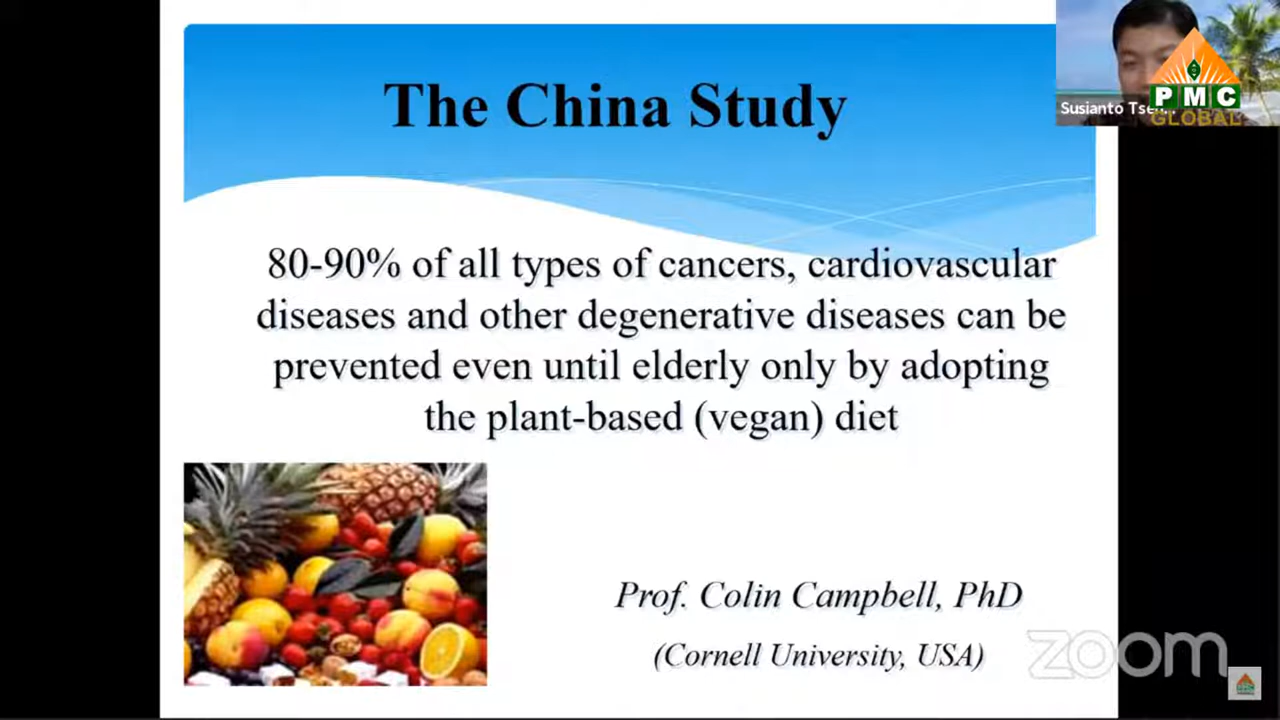 The China Study
Susianto
PMC
GLOBAL
80-90% of all types of cancers, cardiovascular
diseases and other degenerative diseases can be
prevented even until elderly only by adopting
the plant-based (vegan) diet
Prof. Colin Campbell, PhD
(Cornell University, USA)
zoom